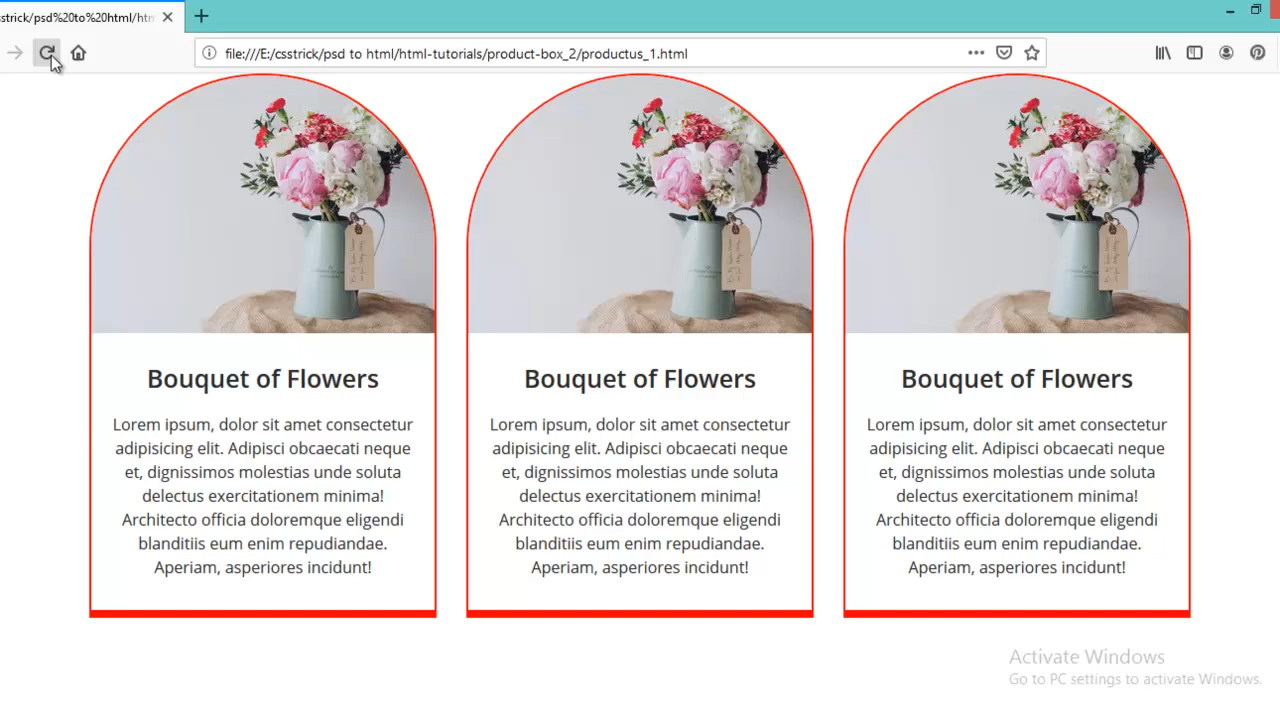 sstrick/psd%20to%20html/htm
file:///E:/csstrick/psd to html/html-tutorials/product-box_2/productus_1.html
Bouquet of Flowers
Lorem ipsum, dolor sit amet consectetur
adipisicing elit. Adipisci obcaecati neque
et, dignissimos molestias unde soluta
delectus exercitationem minima!
Architecto officia doloremque eligendi
blanditiis eum enim repudiandae.
Aperiam, asperiores incidunt!
Bouquet of Flowers
Lorem ipsum, dolor sit amet consectetur
adipisicing elit. Adipisci obcaecati neque
et, dignissimos molestias unde soluta
delectus exercitationem minima!
Architecto officia doloremque eligendi
blanditiis eum enim repudiandae.
Aperiam, asperiores incidunt!
Bouquet of Flowers
Lorem ipsum, dolor sit amet consectetur
adipisicing elit. Adipisci obcaecati neque
et, dignissimos molestias unde soluta
delectus exercitationem minima!
Architecto officia doloremque eligendi
blanditiis eum enim repudiandae.
Aperiam, asperiores incidunt!
Activate Windows
Go to PC settings to activate Windows.